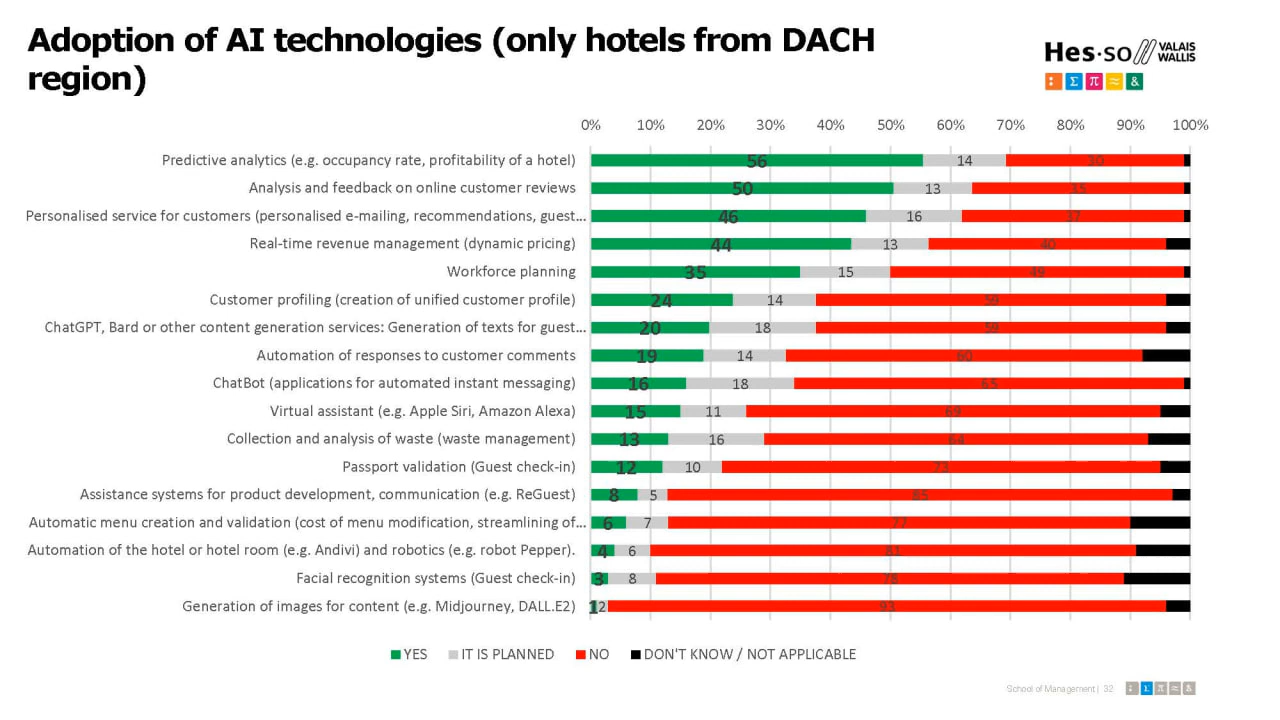 Adoption of AI technologies (only hotels from DACH
region)
Hes·so VALAIS
WALLIS
: Σ π ≈ &
0% 10% 20% 30% 40% 50% 60% 70% 80% 90% 100%
Predictive analytics (e.g. occupancy rate, profitability of a hotel) 56 14 30
Analysis and feedback on online customer reviews 50 13 35
Personalised service for customers (personalised e-mailing, recommendations, guest... 46 16 37
Real-time revenue management (dynamic pricing) 44 13 40
Workforce planning 35 15 49
Customer profiling (creation of unified customer profile) 24 14 59
ChatGPT, Bard or other content generation services: Generation of texts for guest... 20 18 59
Automation of responses to customer comments 19 14 60
ChatBot (applications for automated instant messaging) 16 18 65
Virtual assistant (e.g. Apple Siri, Amazon Alexa) 15 11 69
Collection and analysis of waste (waste management) 13 16 64
Passport validation (Guest check-in) 12 10 73
Assistance systems for product development, communication (e.g. ReGuest) 8 5 85
Automatic menu creation and validation (cost of menu modification, streamlining of... 6 7 77
Automation of the hotel or hotel room (e.g. Andivi) and robotics (e.g. robot Pepper). 4 6 81
Facial recognition systems (Guest check-in) 3 8 78
Generation of images for content (e.g. Midjourney, DALL.E2) 1 2 93
YES IT IS PLANNED NO DON'T KNOW / NOT APPLICABLE
School of Management | 32 : Σ π ≈ &